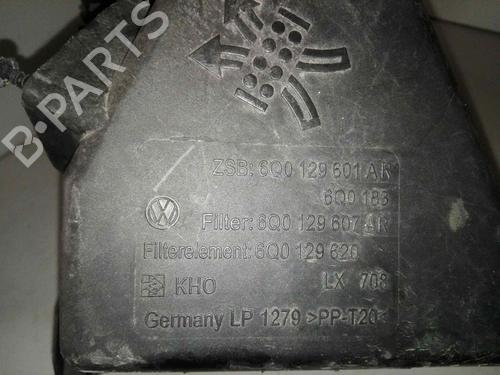 B-PARTS
ZSB: 6Q0 129 601 AR
6Q0 183
Filter: 6Q0 129 607 AR
Filterelement: 6Q0 129 620
KHO LX 708
Germany LP 1279 >PP-T20<